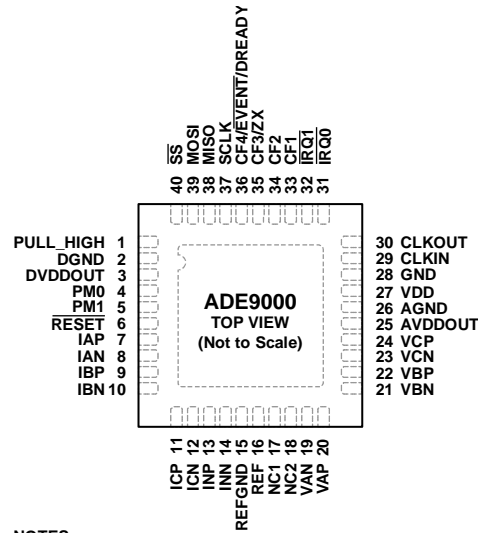 40 SS
39 MOSI
38 MISO
37 SCLK
36 CF4/EVENT/DREADY
35 CF3/ZX
34 CF2
33 CF1
32 IRQ1
31 IRQ0
PULL_HIGH 1
DGND 2
DVDDOUT 3
PM0 4
PM1 5
RESET 6
IAP 7
IAN 8
IBP 9
IBN 10
ADE9000
TOP VIEW
(Not to Scale)
30 CLKOUT
29 CLKIN
28 GND
27 VDD
26 AGND
25 AVDDOUT
24 VCP
23 VCN
22 VBP
21 VBN
ICP 11
ICN 12
INP 13
INN 14
REFGND 15
REF 16
NC1 17
NC2 18
VAN 19
VAP 20
NOTES